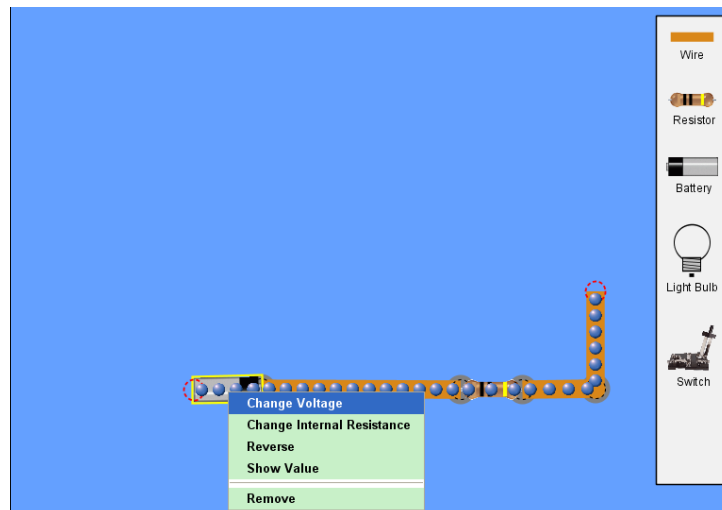 Wire
Resistor
Battery
Light Bulb
Switch
Change Voltage
Change Internal Resistance
Reverse
Show Value
Remove